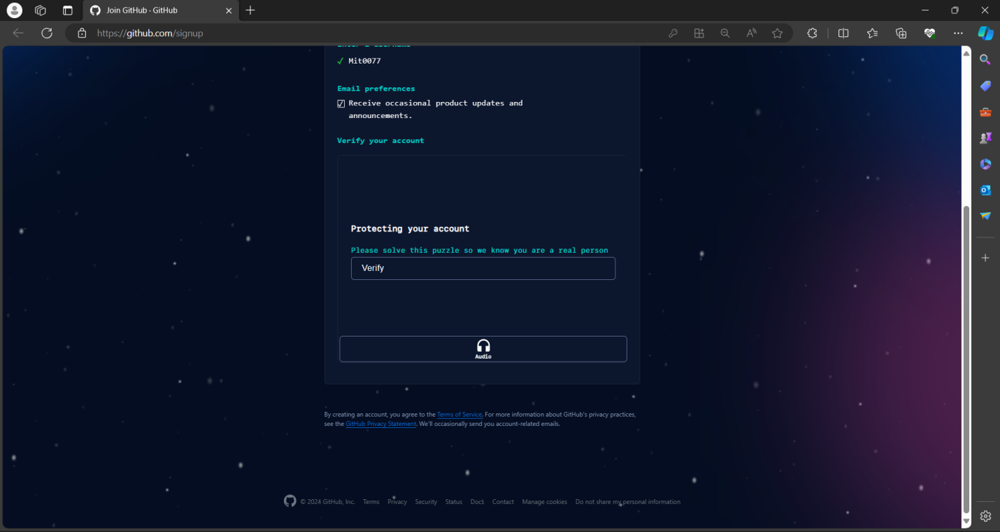 Join GitHub · GitHub
https://github.com/signup
Enter a username
✓ Mit0077
Email preferences
Receive occasional product updates and
announcements.
Verify your account
Protecting your account
Please solve this puzzle so we know you are a real person
Verify
Audio
By creating an account, you agree to the Terms of Service. For more information about GitHub's privacy practices,
see the GitHub Privacy Statement. We'll occasionally send you account-related emails.
© 2024 GitHub, Inc. Terms Privacy Security Status Docs Contact Manage cookies Do not share my personal information